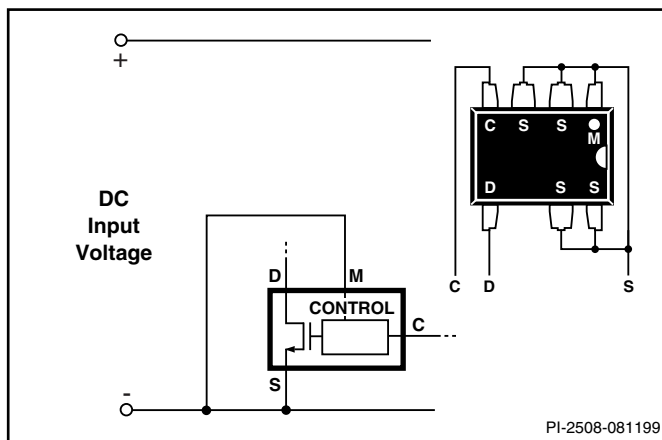 +
C S S M
D S S
DC
Input
Voltage
C D S
D M
CONTROL
C
S
-
PI-2508-081199